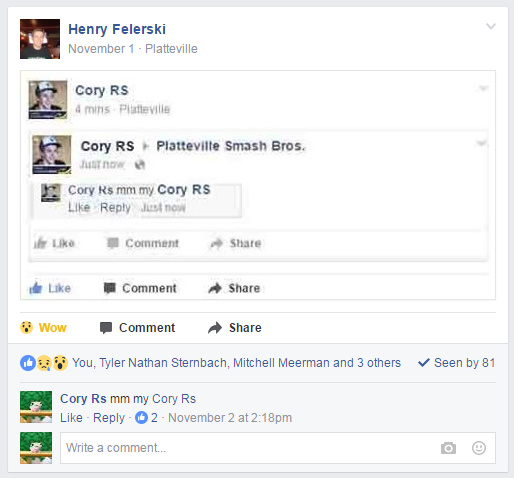 Henry Felerski
November 1 · Platteville
Cory RS
4 mins · Platteville
Cory RS ▸ Platteville Smash Bros.
Just now ·
Cory Rs mm my Cory RS
Like · Reply · Just now
Like Comment Share
Like Comment Share
Wow Comment Share
You, Tyler Nathan Sternbach, Mitchell Meerman and 3 others ✓ Seen by 81
Cory Rs mm my Cory Rs
Like · Reply · 2 · November 2 at 2:18pm
Write a comment...